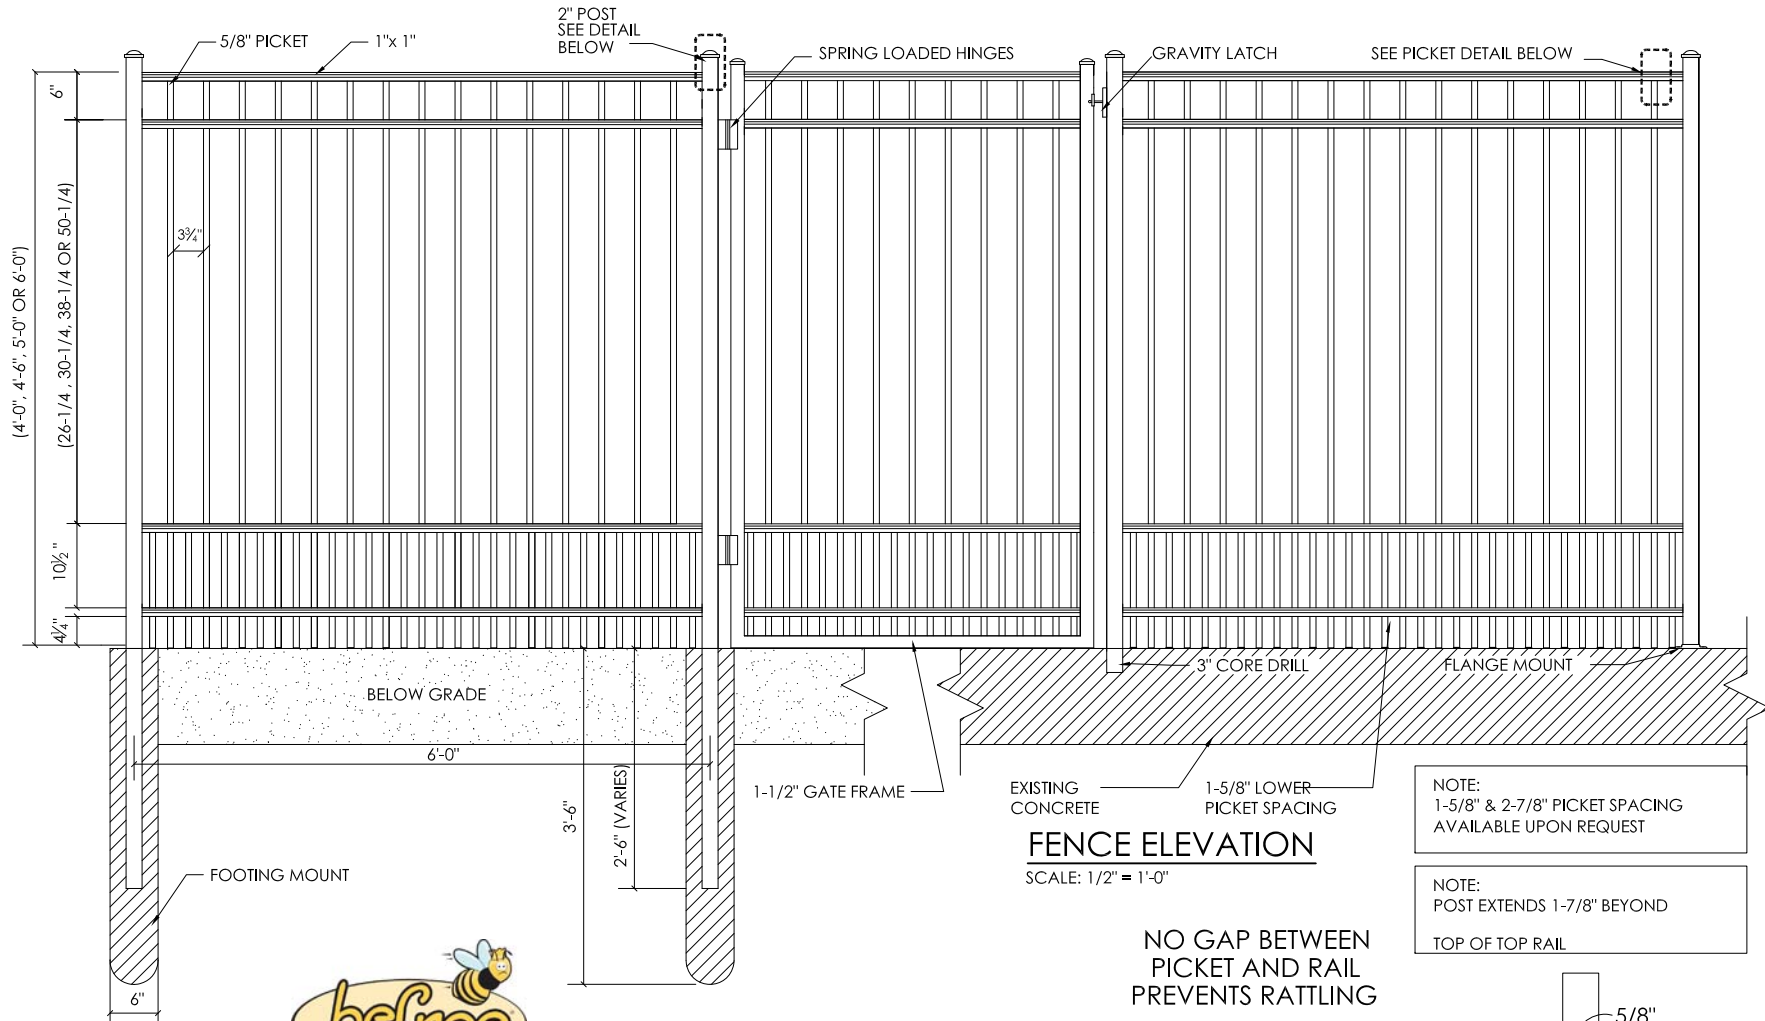 2" POST
SEE DETAIL
BELOW
5/8" PICKET
1"x 1"
SPRING LOADED HINGES
GRAVITY LATCH
SEE PICKET DETAIL BELOW
6"
(4'-0", 4'-6", 5'-0" OR 6'-0")
(26-1/4 , 30-1/4, 38-1/4 OR 50-1/4)
3¾"
10½"
4¼"
BELOW GRADE
3" CORE DRILL
FLANGE MOUNT
6'-0"
1-1/2" GATE FRAME
EXISTING
CONCRETE
1-5/8" LOWER
PICKET SPACING
3'-6"
2'-6" (VARIES)
NOTE:
1-5/8" & 2-7/8" PICKET SPACING
AVAILABLE UPON REQUEST
FENCE ELEVATION
SCALE: 1/2" = 1'-0"
FOOTING MOUNT
NOTE:
POST EXTENDS 1-7/8" BEYOND
TOP OF TOP RAIL
NO GAP BETWEEN
PICKET AND RAIL
PREVENTS RATTLING
6"
5/8"